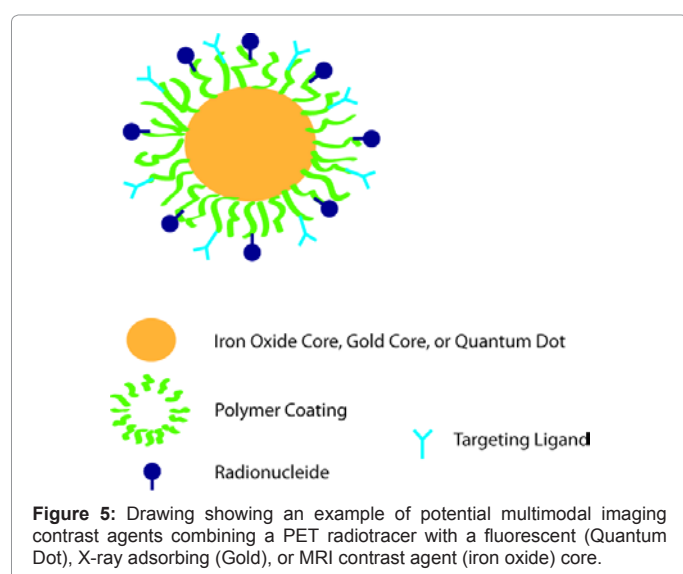 Iron Oxide Core, Gold Core, or Quantum Dot
Polymer Coating
Targeting Ligand
Radionucleide
Figure 5: Drawing showing an example of potential multimodal imaging
contrast agents combining a PET radiotracer with a fluorescent (Quantum
Dot), X-ray adsorbing (Gold), or MRI contrast agent (iron oxide) core.